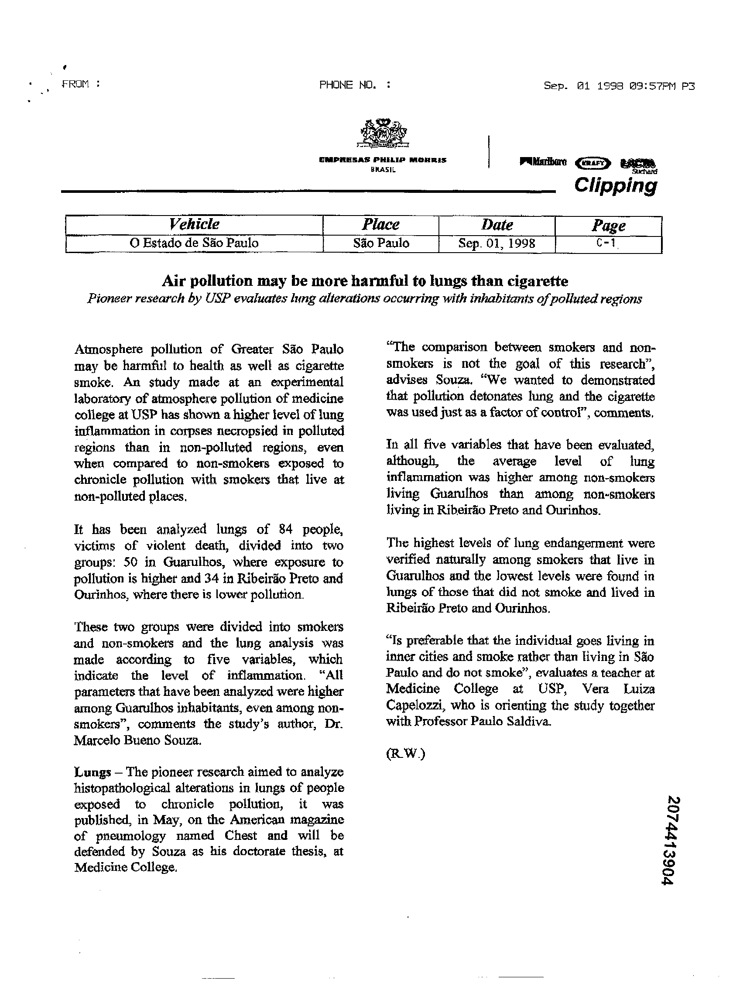 FROM :
PHONE NO. :
Sep. 01 1998 09:57PM P3
EMPRESAS PHILIP MORRIS
BRASIL
Marlboro KRAFT
Suchard
Clipping
Vehicle Place Date Page
O Estado de São Paulo São Paulo Sep. 01, 1998 C-1
Air pollution may be more harmful to lungs than cigarette
Pioneer research by USP evaluates lung alterations occurring with inhabitants of polluted regions
Atmosphere pollution of Greater São Paulo
may be harmful to health as well as cigarette
smoke. An study made at an experimental
laboratory of atmosphere pollution of medicine
college at USP has shown a higher level of lung
inflammation in corpses necropsied in polluted
regions than in non-polluted regions, even
when compared to non-smokers exposed to
chronicle pollution with smokers that live at
non-polluted places.
It has been analyzed lungs of 84 people,
victims of violent death, divided into two
groups: 50 in Guarulhos, where exposure to
pollution is higher and 34 in Ribeirão Preto and
Ourinhos, where there is lower pollution.
These two groups were divided into smokers
and non-smokers and the lung analysis was
made according to five variables, which
indicate the level of inflammation. “All
parameters that have been analyzed were higher
among Guarulhos inhabitants, even among non-
smokers”, comments the study’s author, Dr.
Marcelo Bueno Souza.
Lungs – The pioneer research aimed to analyze
histopathological alterations in lungs of people
exposed to chronicle pollution, it was
published, in May, on the American magazine
of pneumology named Chest and will be
defended by Souza as his doctorate thesis, at
Medicine College.
“The comparison between smokers and non-
smokers is not the goal of this research”,
advises Souza. “We wanted to demonstrated
that pollution detonates lung and the cigarette
was used just as a factor of control”, comments.
In all five variables that have been evaluated,
although, the average level of lung
inflammation was higher among non-smokers
living Guarulhos than among non-smokers
living in Ribeirão Preto and Ourinhos.
The highest levels of lung endangerment were
verified naturally among smokers that live in
Guarulhos and the lowest levels were found in
lungs of those that did not smoke and lived in
Ribeirão Preto and Ourinhos.
“Is preferable that the individual goes living in
inner cities and smoke rather than living in São
Paulo and do not smoke”, evaluates a teacher at
Medicine College at USP, Vera Luiza
Capelozzi, who is orienting the study together
with Professor Paulo Saldiva.
(R.W.)
2074413904